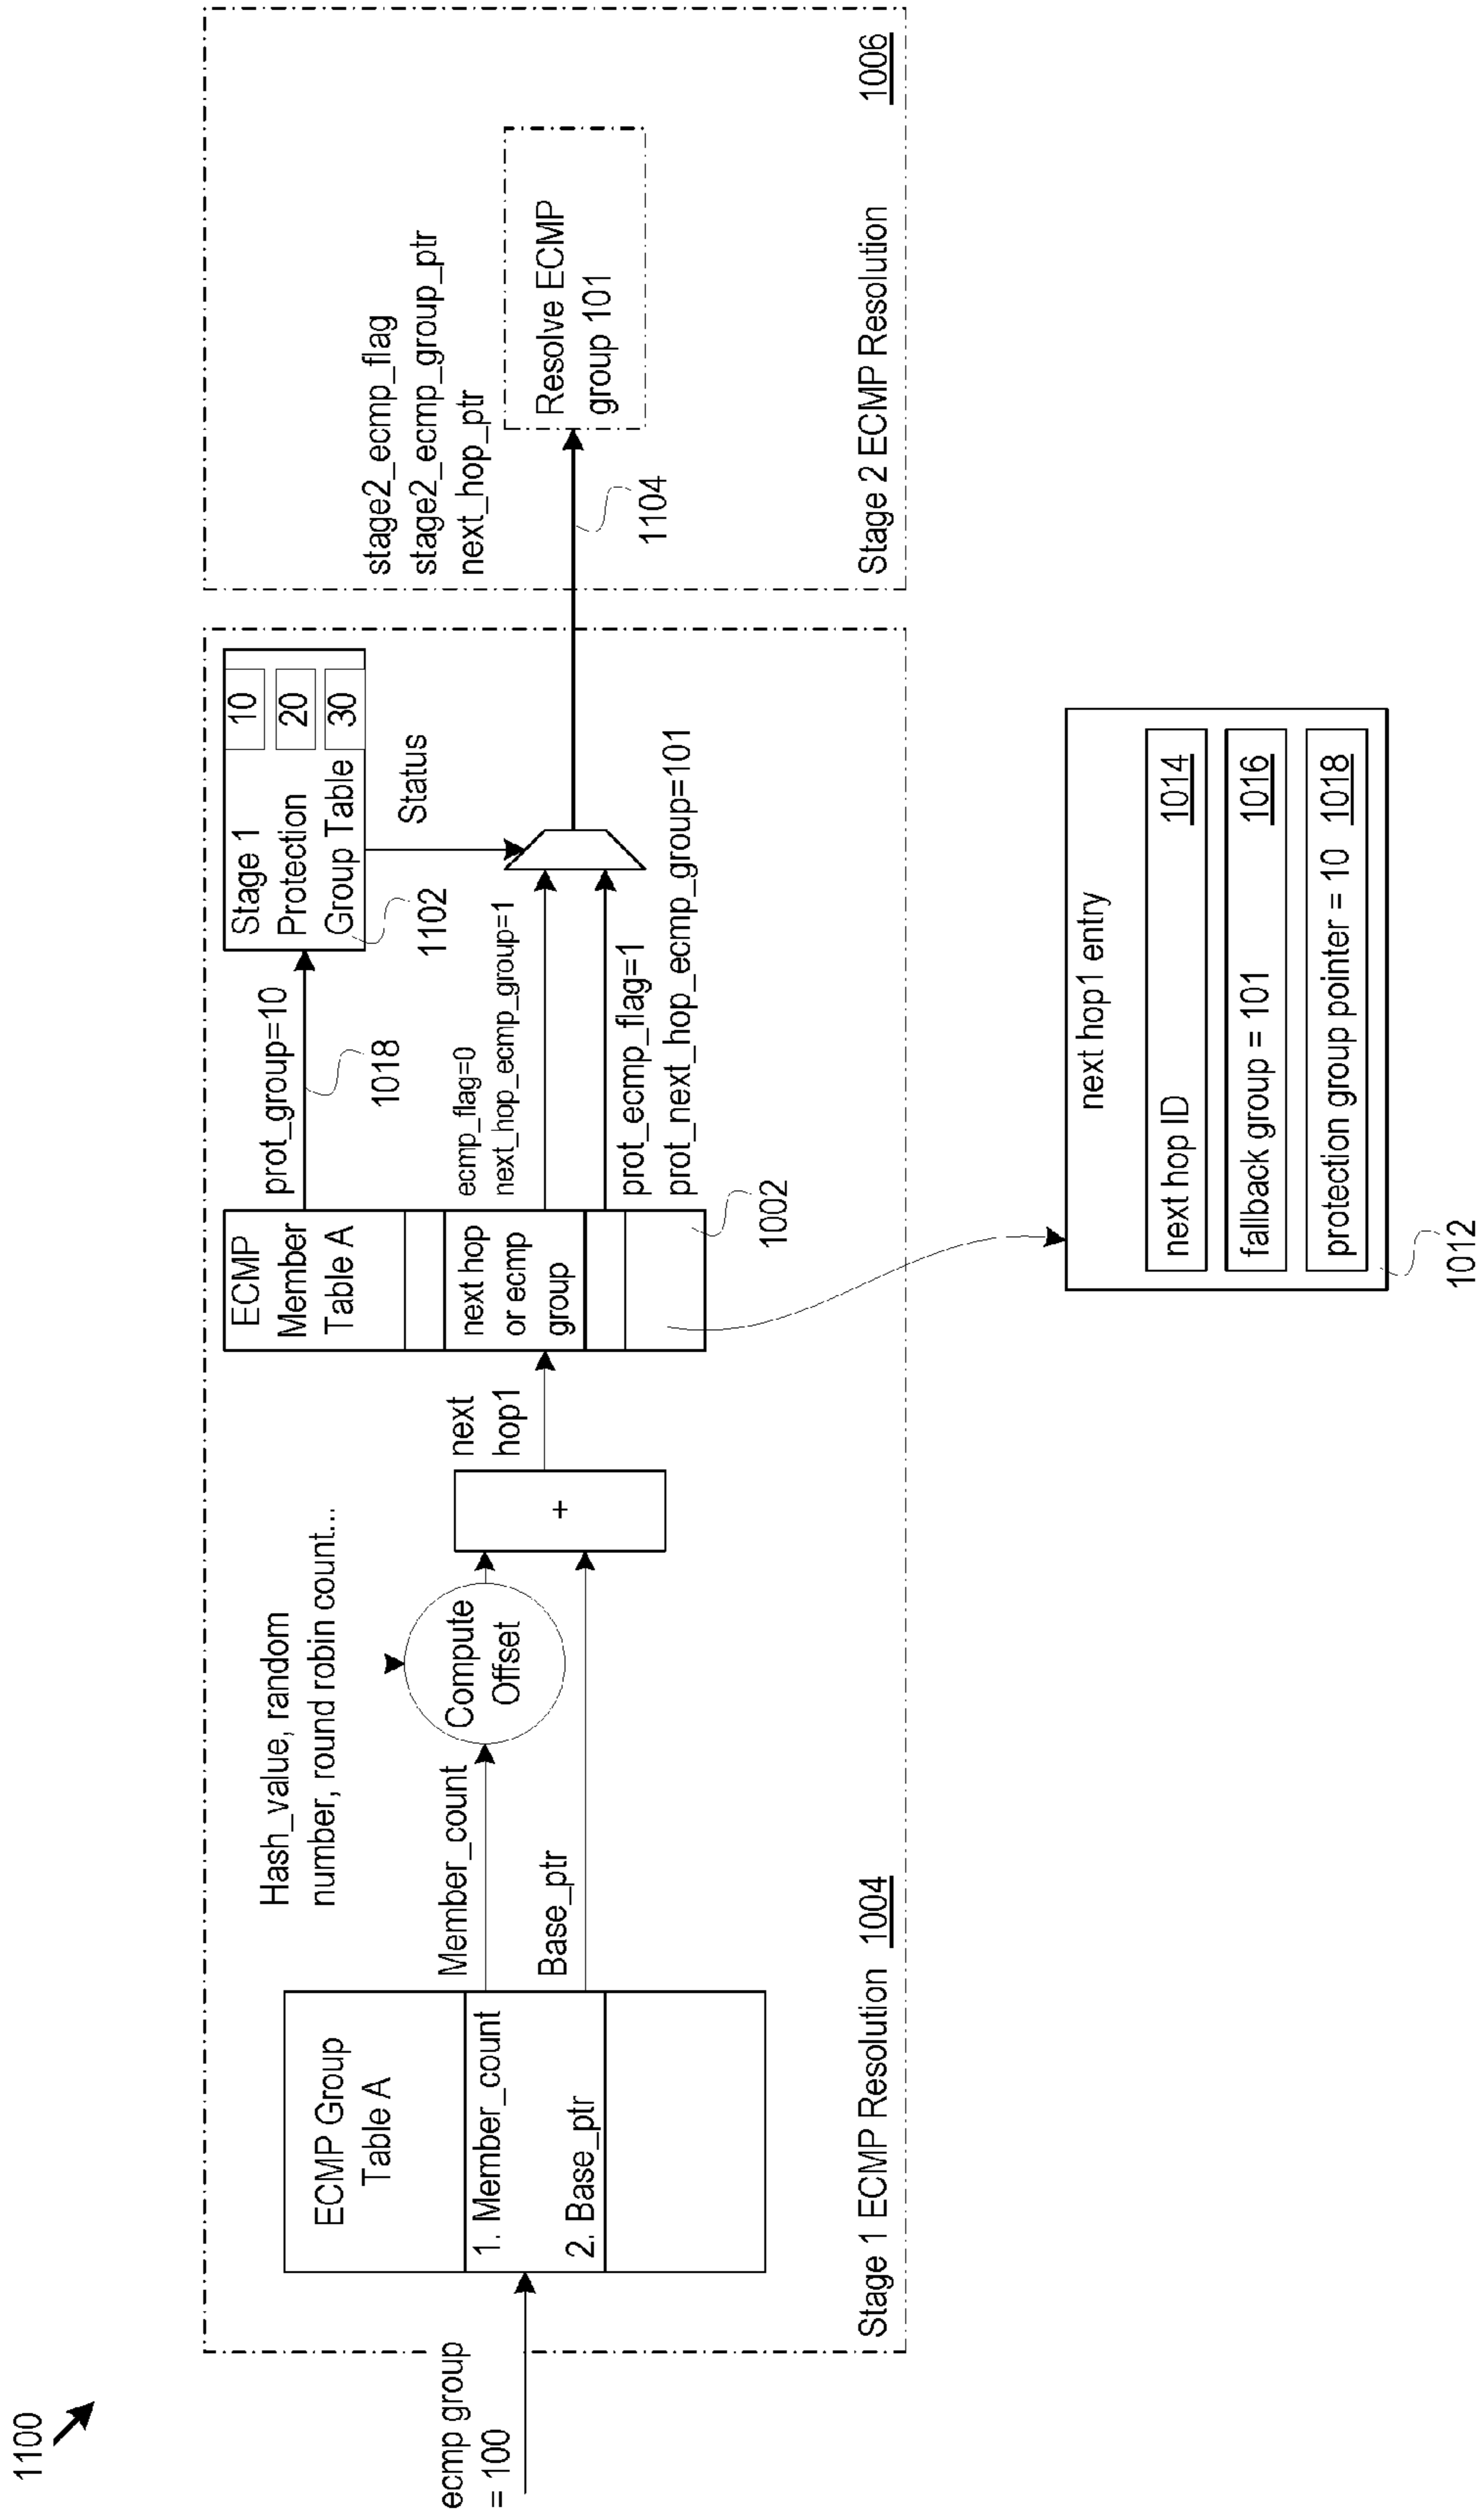 1100
ecmp group
= 100
ECMP Group
Table A
1. Member_count
2. Base_ptr
Member_count
Base_ptr
Hash_value, random
number, round robin count...
Compute
Offset
+
next
hop1
ECMP
Member
Table A
next hop
or ecmp
group
1002
prot_group=10
1018
ecmp_flag=0
next_hop_ecmp_group=1
prot_ecmp_flag=1
prot_next_hop_ecmp_group=101
Stage 1
Protection
Group Table
10
20
30
1102
Status
Stage 1 ECMP Resolution 1004
stage2_ecmp_flag
stage2_ecmp_group_ptr
next_hop_ptr
1104
Resolve ECMP
group 101
Stage 2 ECMP Resolution 1006
next hop1 entry
next hop ID 1014
fallback group = 101 1016
protection group pointer = 10 1018
1012